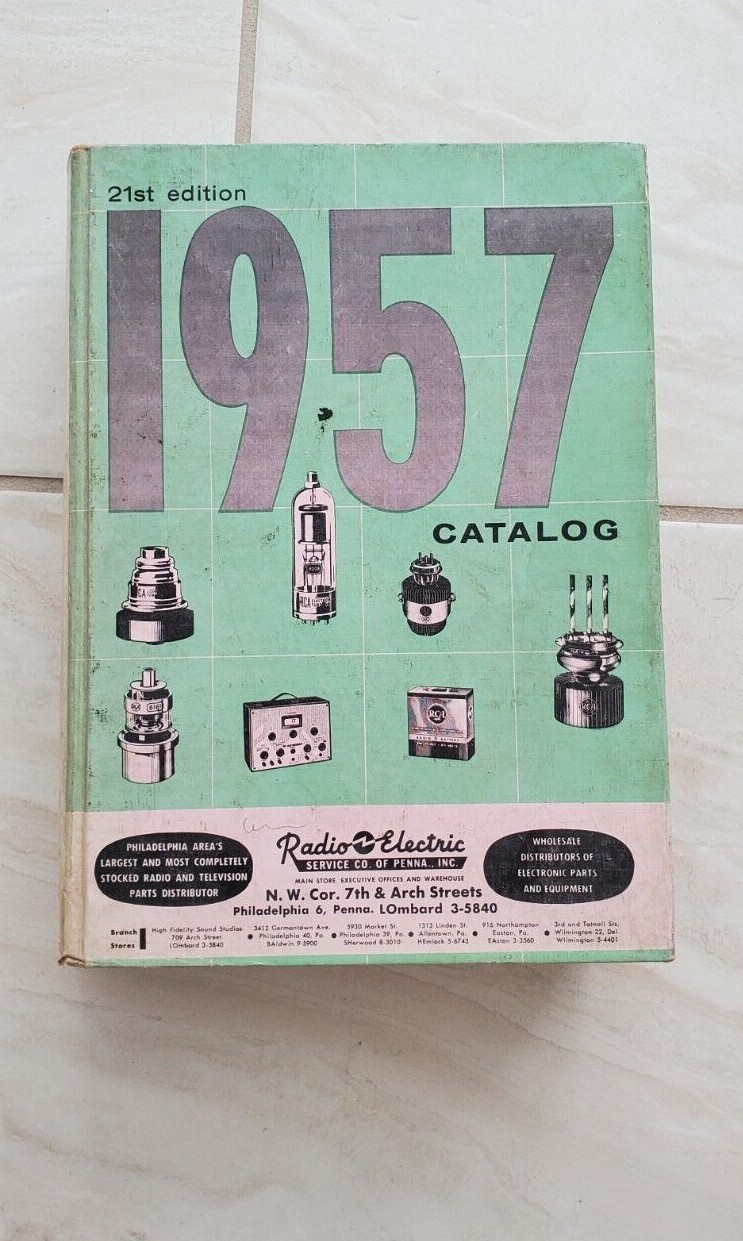 21st edition
1957
CATALOG
RCA
RCA
RCA
RCA
RCA
PHILADELPHIA AREA'S
LARGEST AND MOST COMPLETELY
STOCKED RADIO AND TELEVISION
PARTS DISTRIBUTOR
Radio Electric
SERVICE CO. OF PENNA., INC.
MAIN STORE, EXECUTIVE OFFICES AND WAREHOUSE
N. W. Cor. 7th & Arch Streets
Philadelphia 6, Penna. LOmbard 3-5840
WHOLESALE
DISTRIBUTORS OF
ELECTRONIC PARTS
AND EQUIPMENT
Branch
Stores
High Fidelity Sound Studios
709 Arch Street
LOmbard 3-5840
3412 Germantown Ave.
Philadelphia 40, Pa.
BAldwin 9-5900
5930 Market St.
Philadelphia 39, Pa.
SHerwood 8-3010
1313 Linden St.
Allentown, Pa.
HEmlock 5-6743
916 Northampton
Easton, Pa.
EAston 3-3560
3rd and Tatnall Sts.
Wilmington 22, Del.
WIlmington 5-4401